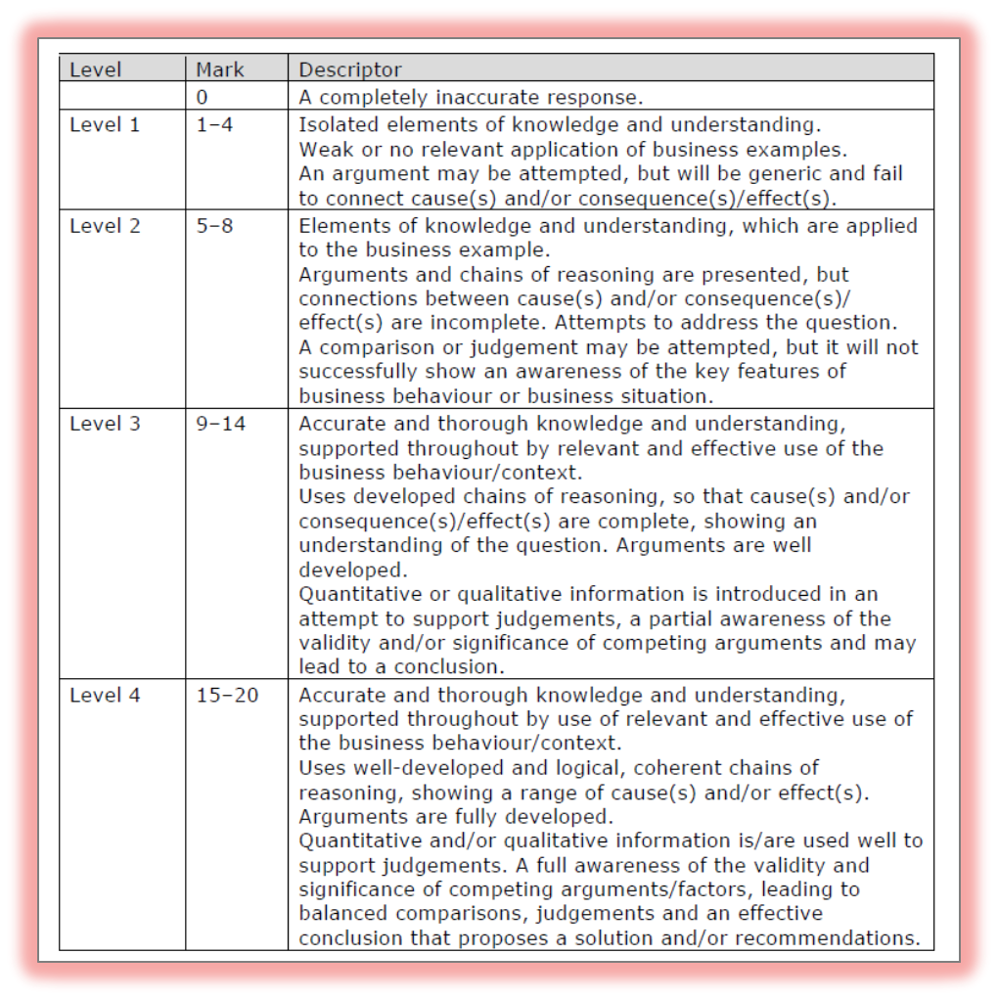 Level Mark Descriptor
0 A completely inaccurate response.
Level 1 1–4 Isolated elements of knowledge and understanding.
Weak or no relevant application of business examples.
An argument may be attempted, but will be generic and fail
to connect cause(s) and/or consequence(s)/effect(s).
Level 2 5–8 Elements of knowledge and understanding, which are applied
to the business example.
Arguments and chains of reasoning are presented, but
connections between cause(s) and/or consequence(s)/
effect(s) are incomplete. Attempts to address the question.
A comparison or judgement may be attempted, but it will not
successfully show an awareness of the key features of
business behaviour or business situation.
Level 3 9–14 Accurate and thorough knowledge and understanding,
supported throughout by relevant and effective use of the
business behaviour/context.
Uses developed chains of reasoning, so that cause(s) and/or
consequence(s)/effect(s) are complete, showing an
understanding of the question. Arguments are well
developed.
Quantitative or qualitative information is introduced in an
attempt to support judgements, a partial awareness of the
validity and/or significance of competing arguments and may
lead to a conclusion.
Level 4 15–20 Accurate and thorough knowledge and understanding,
supported throughout by use of relevant and effective use of
the business behaviour/context.
Uses well-developed and logical, coherent chains of
reasoning, showing a range of cause(s) and/or effect(s).
Arguments are fully developed.
Quantitative and/or qualitative information is/are used well to
support judgements. A full awareness of the validity and
significance of competing arguments/factors, leading to
balanced comparisons, judgements and an effective
conclusion that proposes a solution and/or recommendations.